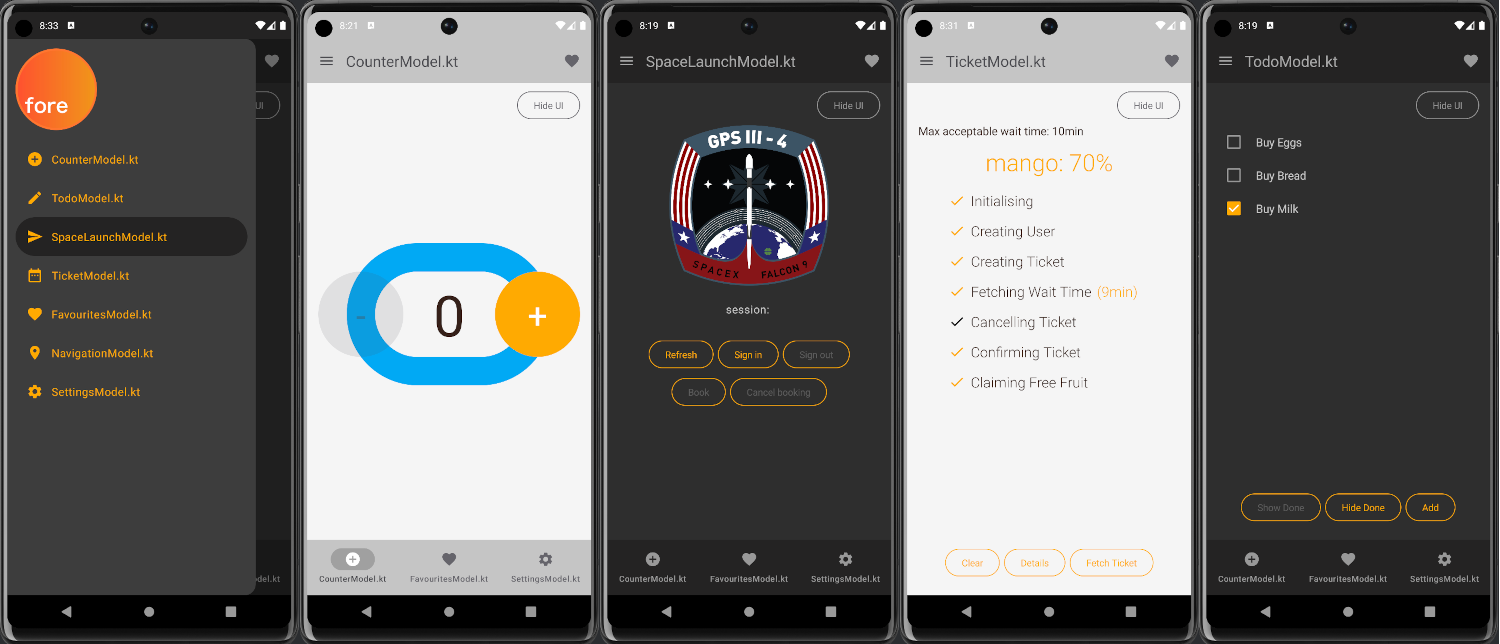 8:33
fore
UI
CounterModel.kt
TodoModel.kt
SpaceLaunchModel.kt
TicketModel.kt
FavouritesModel.kt
NavigationModel.kt
SettingsModel.kt
odel.kt
8:21
CounterModel.kt
Hide UI
-
0
+
CounterModel.kt FavouritesModel.kt SettingsModel.kt
8:19
SpaceLaunchModel.kt
Hide UI
GPS III - 4
SPACEX FALCON 9
session:
Refresh Sign in Sign out
Book Cancel booking
CounterModel.kt FavouritesModel.kt SettingsModel.kt
8:31
TicketModel.kt
Hide UI
Max acceptable wait time: 10min
mango: 70%
Initialising
Creating User
Creating Ticket
Fetching Wait Time (9min)
Cancelling Ticket
Confirming Ticket
Claiming Free Fruit
Clear Details Fetch Ticket
8:19
TodoModel.kt
Hide UI
Buy Eggs
Buy Bread
Buy Milk
Show Done Hide Done Add
CounterModel.kt FavouritesModel.kt SettingsModel.kt